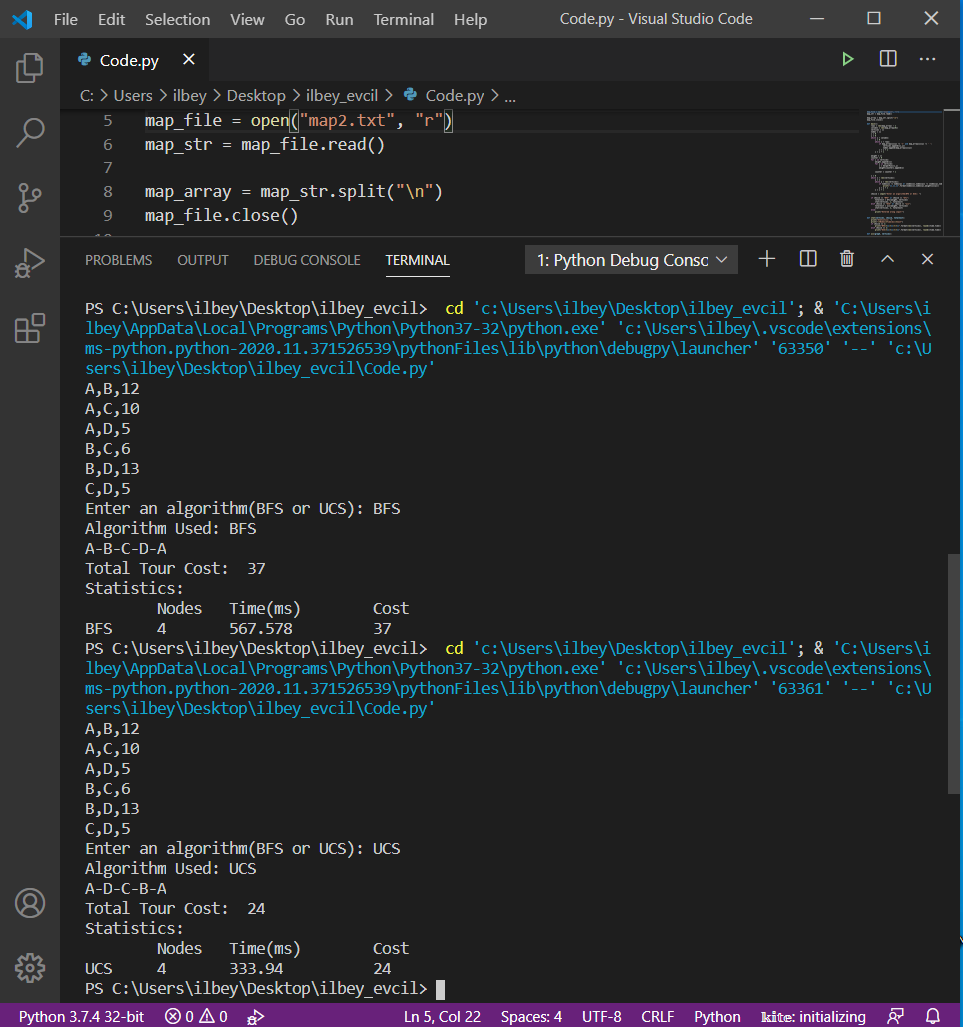 File Edit Selection View Go Run Terminal Help Code.py - Visual Studio Code
Code.py
C: > Users > ilbey > Desktop > ilbey_evcil > Code.py > ...
5 map_file = open("map2.txt", "r")
6 map_str = map_file.read()
7
8 map_array = map_str.split("\n")
9 map_file.close()
PROBLEMS OUTPUT DEBUG CONSOLE TERMINAL 1: Python Debug Consc
PS C:\Users\ilbey\Desktop\ilbey_evcil> cd 'c:\Users\ilbey\Desktop\ilbey_evcil'; & 'C:\Users\i
lbey\AppData\Local\Programs\Python\Python37-32\python.exe' 'c:\Users\ilbey\.vscode\extensions\
ms-python.python-2020.11.371526539\pythonFiles\lib\python\debugpy\launcher' '63350' '--' 'c:\U
sers\ilbey\Desktop\ilbey_evcil\Code.py'
A,B,12
A,C,10
A,D,5
B,C,6
B,D,13
C,D,5
Enter an algorithm(BFS or UCS): BFS
Algorithm Used: BFS
A-B-C-D-A
Total Tour Cost:  37
Statistics:
Nodes Time(ms) Cost
BFS 4 567.578 37
PS C:\Users\ilbey\Desktop\ilbey_evcil> cd 'c:\Users\ilbey\Desktop\ilbey_evcil'; & 'C:\Users\i
lbey\AppData\Local\Programs\Python\Python37-32\python.exe' 'c:\Users\ilbey\.vscode\extensions\
ms-python.python-2020.11.371526539\pythonFiles\lib\python\debugpy\launcher' '63361' '--' 'c:\U
sers\ilbey\Desktop\ilbey_evcil\Code.py'
A,B,12
A,C,10
A,D,5
B,C,6
B,D,13
C,D,5
Enter an algorithm(BFS or UCS): UCS
Algorithm Used: UCS
A-D-C-B-A
Total Tour Cost:  24
Statistics:
Nodes Time(ms) Cost
UCS 4 333.94 24
PS C:\Users\ilbey\Desktop\ilbey_evcil>
Python 3.7.4 32-bit 0 0 Ln 5, Col 22 Spaces: 4 UTF-8 CRLF Python kite: initializing